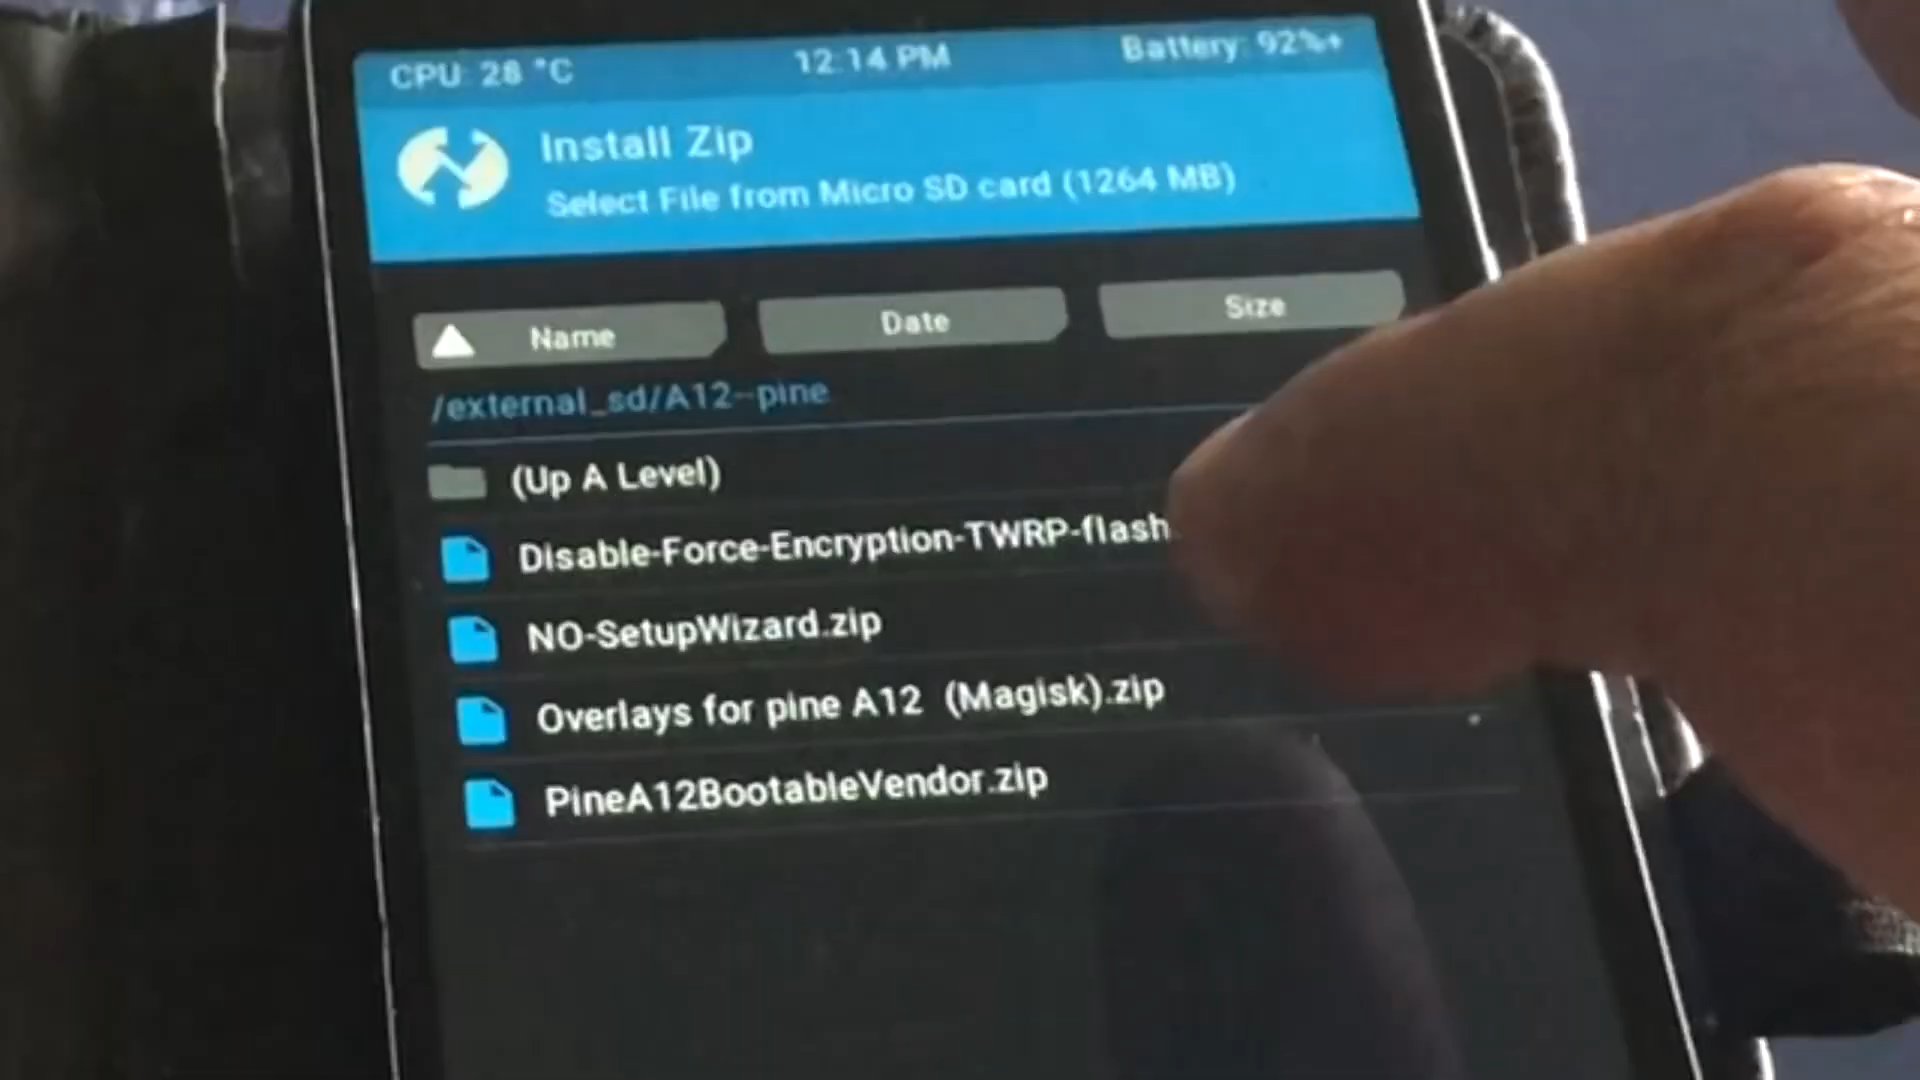 CPU: 28 °C 12:14 PM Battery: 92%+
Install Zip
Select File from Micro SD card (1264 MB)
Name Date Size
/external_sd/A12--pine
(Up A Level)
Disable-Force-Encryption-TWRP-flash
NO-SetupWizard.zip
Overlays for pine A12 (Magisk).zip
PineA12BootableVendor.zip